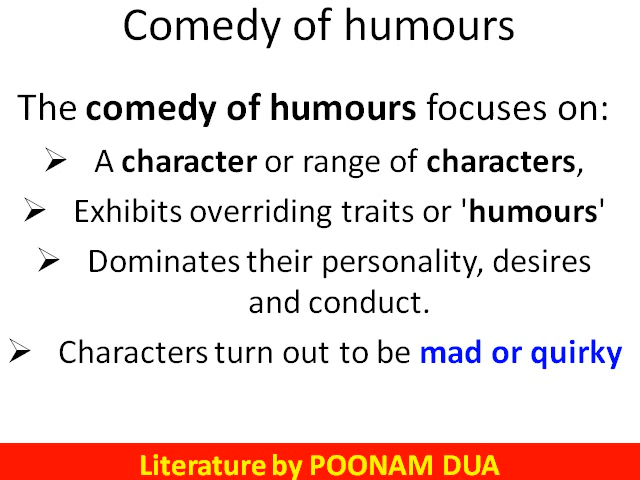 Comedy of humours
The comedy of humours focuses on:
➢ A character or range of characters,
➢ Exhibits overriding traits or 'humours'
➢ Dominates their personality, desires
and conduct.
➢ Characters turn out to be mad or quirky
Literature by POONAM DUA